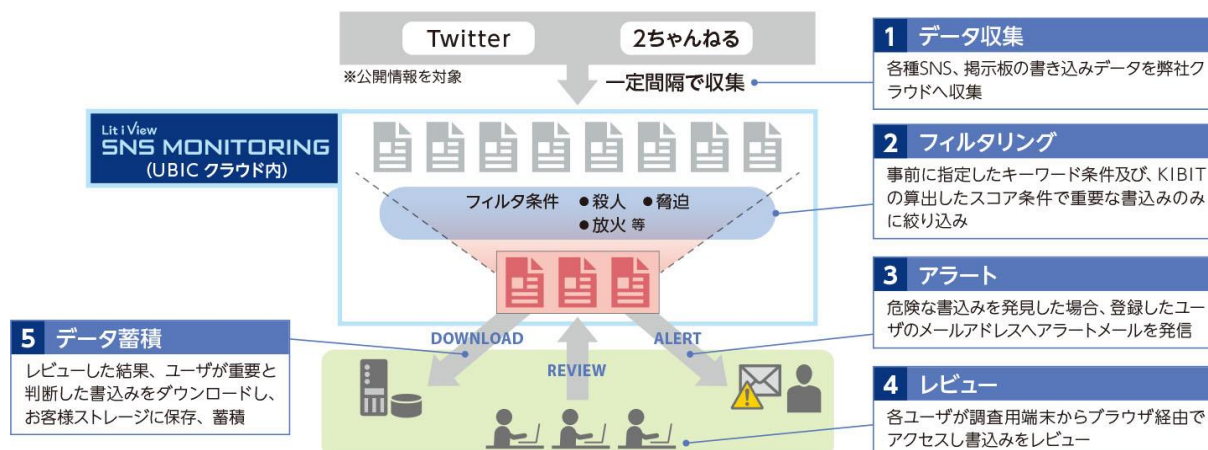 Twitter
2ちゃんねる
※公開情報を対象
一定間隔で収集
Lit i View
SNS MONITORING
(UBIC クラウド内)
フィルタ条件 ●殺人 ●脅迫
●放火 等
DOWNLOAD
REVIEW
ALERT
1 データ収集
各種SNS、掲示板の書き込みデータを弊社ク
ラウドへ収集
2 フィルタリング
事前に指定したキーワード条件及び、KIBIT
の算出したスコア条件で重要な書込みのみ
に絞り込み
3 アラート
危険な書込みを発見した場合、登録したユー
ザのメールアドレスへアラートメールを発信
4 レビュー
各ユーザが調査用端末からブラウザ経由で
アクセスし書込みをレビュー
5 データ蓄積
レビューした結果、ユーザが重要と
判断した書込みをダウンロードし、
お客様ストレージに保存、蓄積